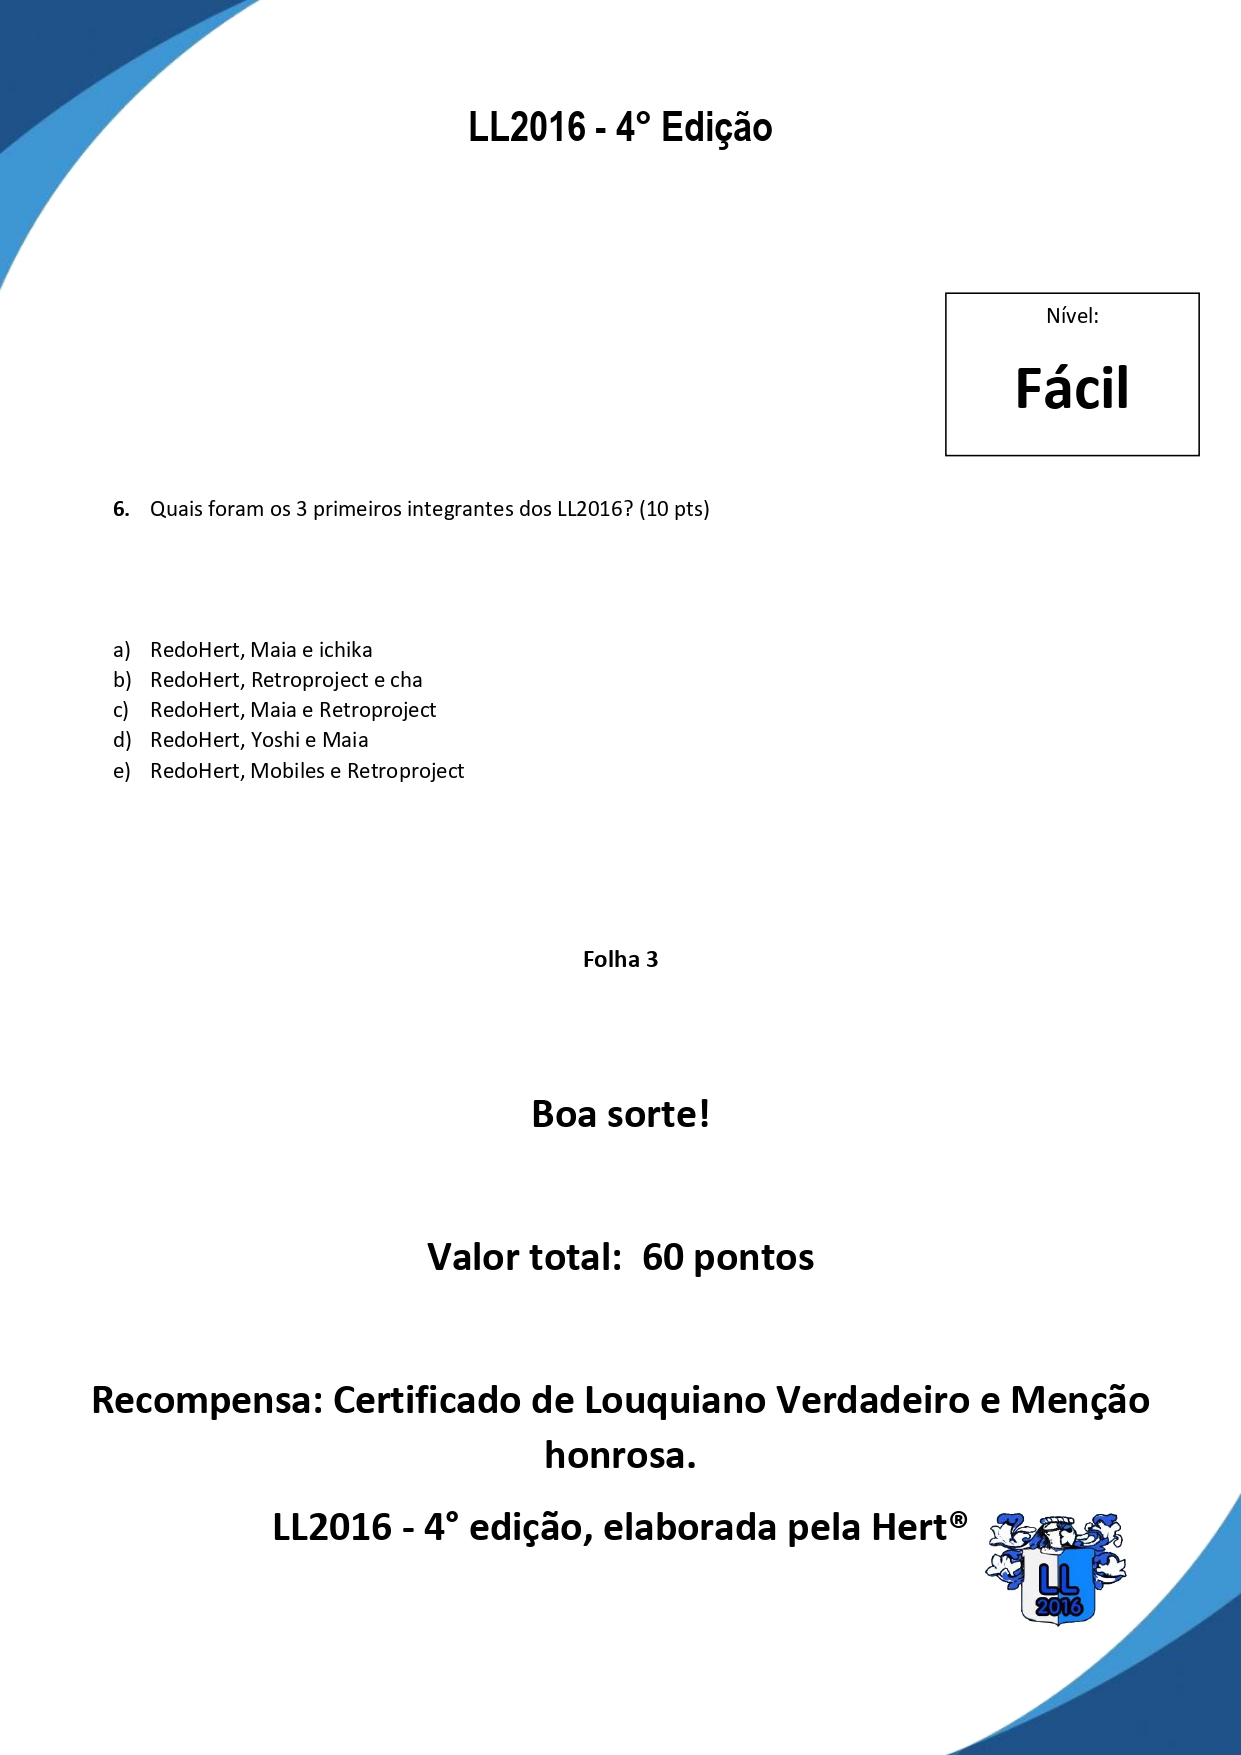 LL2016 - 4° Edição
Nível:
Fácil
6. Quais foram os 3 primeiros integrantes dos LL2016? (10 pts)
a) RedoHert, Maia e ichika
b) RedoHert, Retroproject e cha
c) RedoHert, Maia e Retroproject
d) RedoHert, Yoshi e Maia
e) RedoHert, Mobiles e Retroproject
Folha 3
Boa sorte!
Valor total: 60 pontos
Recompensa: Certificado de Louquiano Verdadeiro e Menção
honrosa.
LL2016 - 4° edição, elaborada pela Hert®
LL
2016